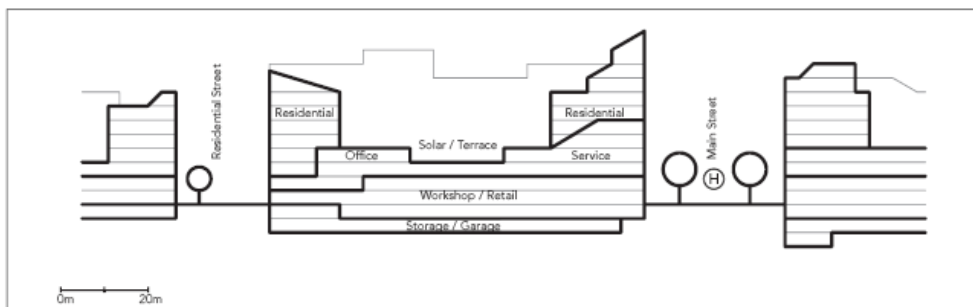 Residential Street
Main Street
Residential
Residential
Solar / Terrace
Office
Service
H
Workshop / Retail
Storage / Garage
0m
20m